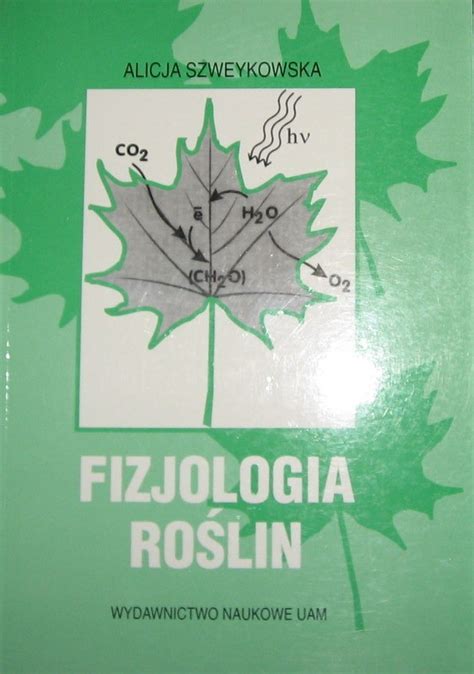 ALICJA SZWEYKOWSKA
hν
CO₂
ē
H₂O
(CH₂O)
O₂
FIZJOLOGIA
ROŚLIN
WYDAWNICTWO NAUKOWE UAM